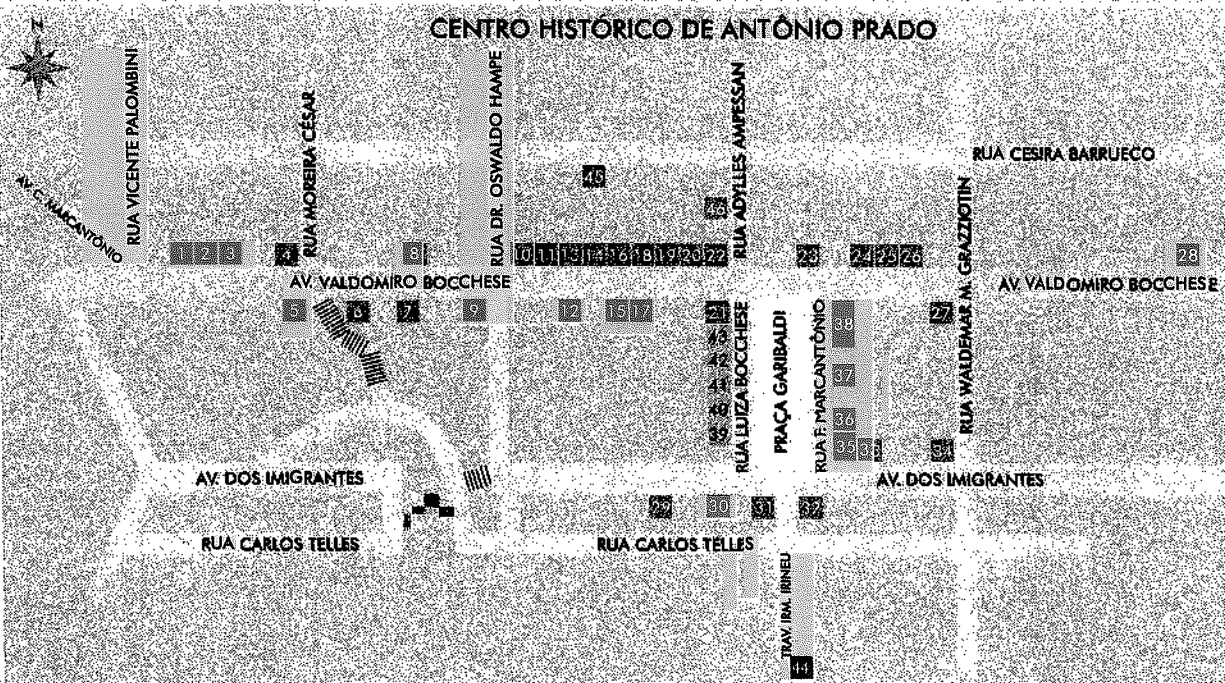 CENTRO HISTÓRICO DE ANTÔNIO PRADO
N
RUA VICENTE PALOMBINI
RUA MOREIRA CÉSAR
RUA DR. OSWALDO HAMPE
RUA ADYLLES AMPESSAN
RUA CESIRA BARRUECO
AV. C. MARCANTÔNIO
RUA WALDEMAR M. GRAZZIOTIN
45
46
1 2 3 4 8 10 11 13 14 16 18 19 20 22 23 24 25 26 28
AV. VALDOMIRO BOCCHESE
AV. VALDOMIRO BOCCHESE
5 6 7 9 12 15 17 21 27
38
43
42
41
40
39
RUA LUIZA BOCCHESE
PRAÇA GARIBALDI
RUA F. MARCANTÔNIO
37
36
35
AV. DOS IMIGRANTES
AV. DOS IMIGRANTES
29 30 31 32
RUA CARLOS TELLES
RUA CARLOS TELLES
TRAV. IRM. IRINEU
44